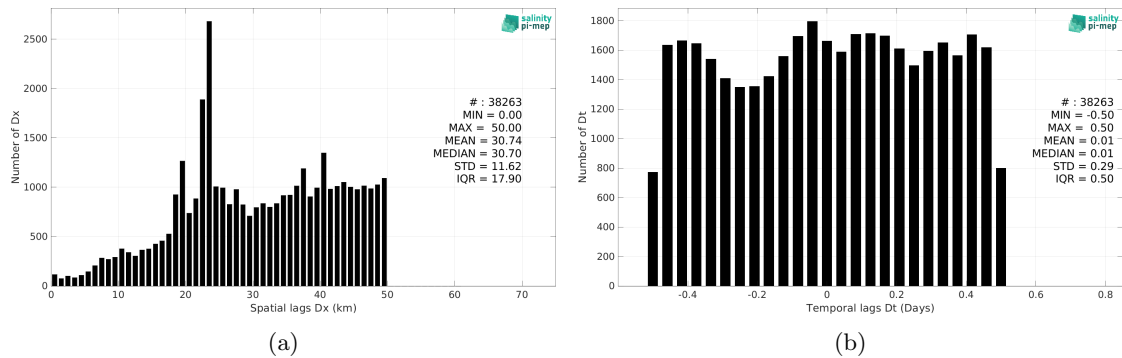 salinity
pi-mep
2500
2000
1500
1000
500
0
Number of Dx
# : 38263
MIN = 0.00
MAX = 50.00
MEAN = 30.74
MEDIAN = 30.70
STD = 11.62
IQR = 17.90
0 10 20 30 40 50 60 70
Spatial lags Dx (km)
(a)
salinity
pi-mep
1800
1600
1400
1200
1000
800
600
400
200
0
Number of Dt
# : 38263
MIN = -0.50
MAX = 0.50
MEAN = 0.01
MEDIAN = 0.01
STD = 0.29
IQR = 0.50
-0.4 -0.2 0 0.2 0.4 0.6 0.8
Temporal lags Dt (Days)
(b)